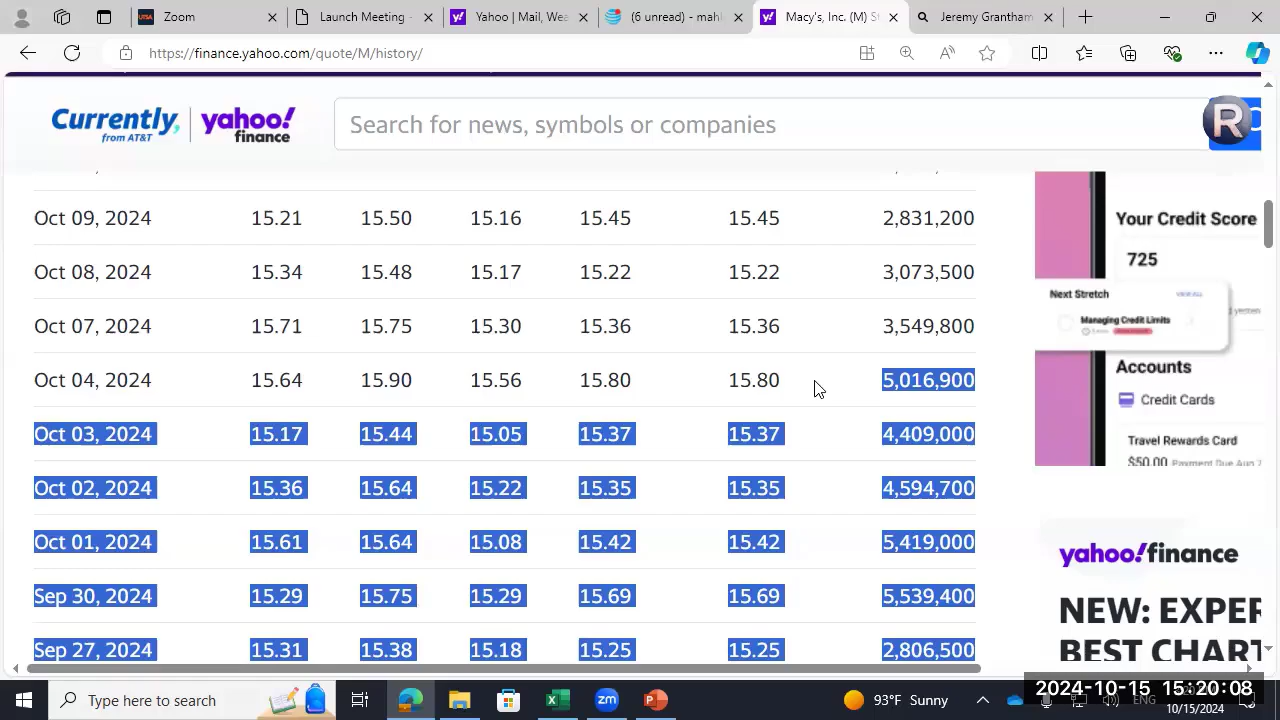 Zoom
Launch Meeting -
Yahoo | Mail, Wea
(6 unread) - mail
Macy's, Inc. (M) St
Jeremy Grantham
https://finance.yahoo.com/quote/M/history/
Currently,
from AT&T
yahoo!
finance
Search for news, symbols or companies
R
Oct 09, 2024 15.21 15.50 15.16 15.45 15.45 2,831,200
Oct 08, 2024 15.34 15.48 15.17 15.22 15.22 3,073,500
Oct 07, 2024 15.71 15.75 15.30 15.36 15.36 3,549,800
Oct 04, 2024 15.64 15.90 15.56 15.80 15.80 5,016,900
Oct 03, 2024 15.17 15.44 15.05 15.37 15.37 4,409,000
Oct 02, 2024 15.36 15.64 15.22 15.35 15.35 4,594,700
Oct 01, 2024 15.61 15.64 15.08 15.42 15.42 5,419,000
Sep 30, 2024 15.29 15.75 15.29 15.69 15.69 5,539,400
Sep 27, 2024 15.31 15.38 15.18 15.25 15.25 2,806,500
Your Credit Score
725
Next Stretch
VIEW ALL
Managing Credit Limits
Accounts
Credit Cards
Travel Rewards Card
$50.00 Payment Due Aug
yahoo!finance
NEW: EXPER
BEST CHART
Type here to search
93°F Sunny
ENG
2024-10-15 15:20:08
10/15/2024